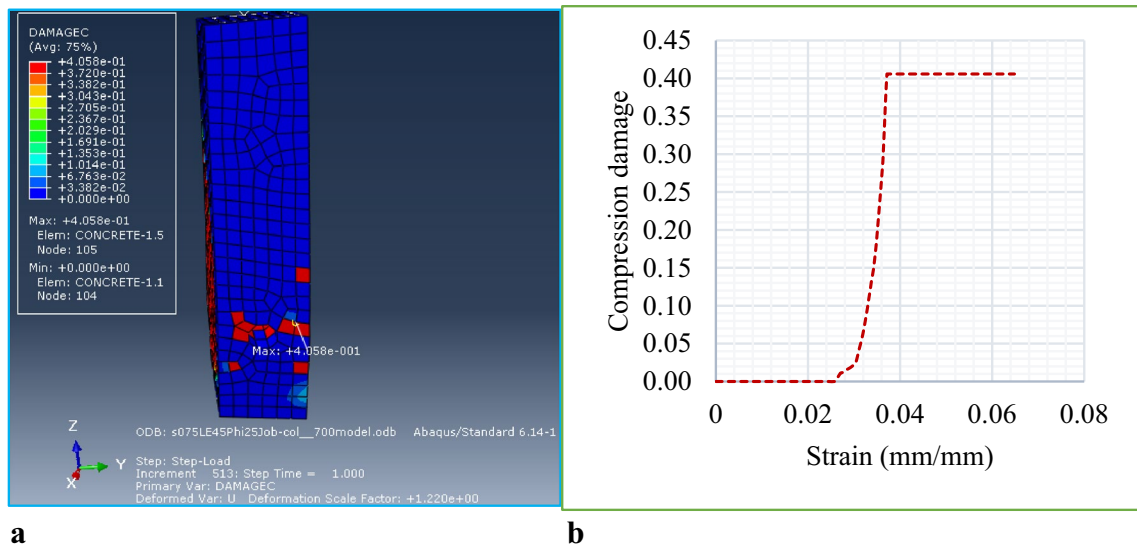 DAMAGEC
(Avg: 75%)
+4.058e-01
+3.720e-01
+3.382e-01
+3.043e-01
+2.705e-01
+2.367e-01
+2.029e-01
+1.691e-01
+1.353e-01
+1.014e-01
+6.763e-02
+3.382e-02
+0.000e+00
Max: +4.058e-01
Elem: CONCRETE-1.5
Node: 105
Min: +0.000e+00
Elem: CONCRETE-1.1
Node: 104
Max: +4.058e-001
Z
Y
X
ODB: s075LE45Phi25Job-col__700model.odb Abaqus/Standard 6.14-1
Step: Step-Load
Increment 513: Step Time = 1.000
Primary Var: DAMAGEC
Deformed Var: U Deformation Scale Factor: +1.220e+00
a
0.45
0.40
0.35
0.30
0.25
0.20
0.15
0.10
0.05
0.00
Compression damage
0 0.02 0.04 0.06 0.08
Strain (mm/mm)
b